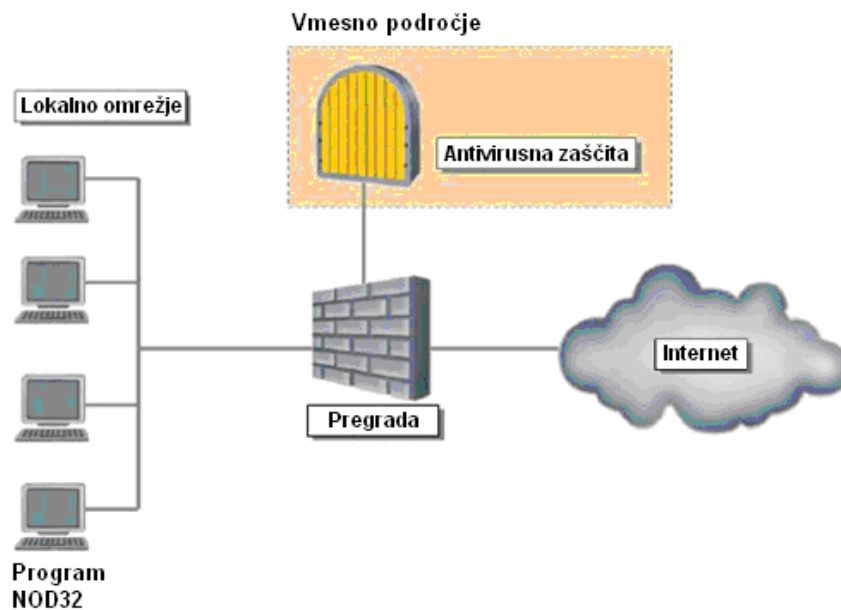 Vmesno področje
Lokalno omrežje
Antivirusna zaščita
Internet
Pregrada
Program
NOD32